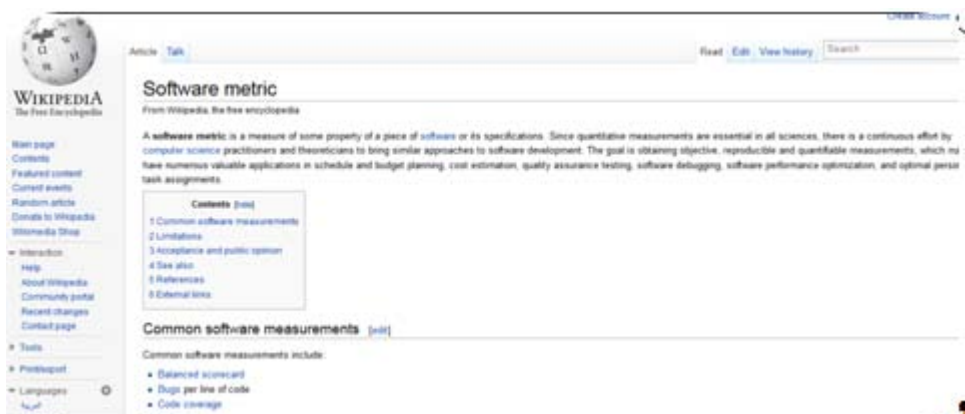 Create account
Article Talk
Read Edit View history Search
WIKIPEDIA
The Free Encyclopedia
Software metric
From Wikipedia, the free encyclopedia
A software metric is a measure of some property of a piece of software or its specifications. Since quantitative measurements are essential in all sciences, there is a continuous effort by
computer science practitioners and theoreticians to bring similar approaches to software development. The goal is obtaining objective, reproducible and quantifiable measurements, which
have numerous valuable applications in schedule and budget planning, cost estimation, quality assurance testing, software debugging, software performance optimization, and optimal
task assignments.
Main page
Contents
Featured content
Current events
Random article
Donate to Wikipedia
Wikimedia Shop
Interaction
Help
About Wikipedia
Community portal
Recent changes
Contact page
Tools
Print/export
Languages
العربية
Contents [hide]
1 Common software measurements
2 Limitations
3 Acceptance and public opinion
4 See also
5 References
6 External links
Common software measurements [edit]
Common software measurements include:
Balanced scorecard
Bugs per line of code
Code coverage